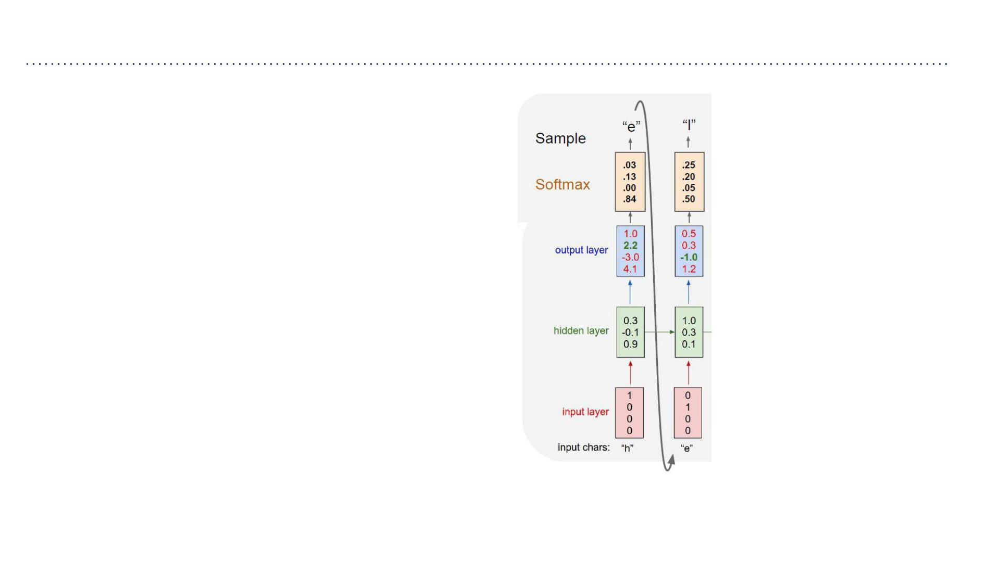 “e” “l”
Sample
Softmax
.03 .25
.13 .20
.00 .05
.84 .50
output layer
1.0 0.5
2.2 0.3
-3.0 -1.0
4.1 1.2
hidden layer
0.3 1.0
-0.1 0.3
0.9 0.1
input layer
1 0
0 1
0 0
0 0
input chars: “h” “e”